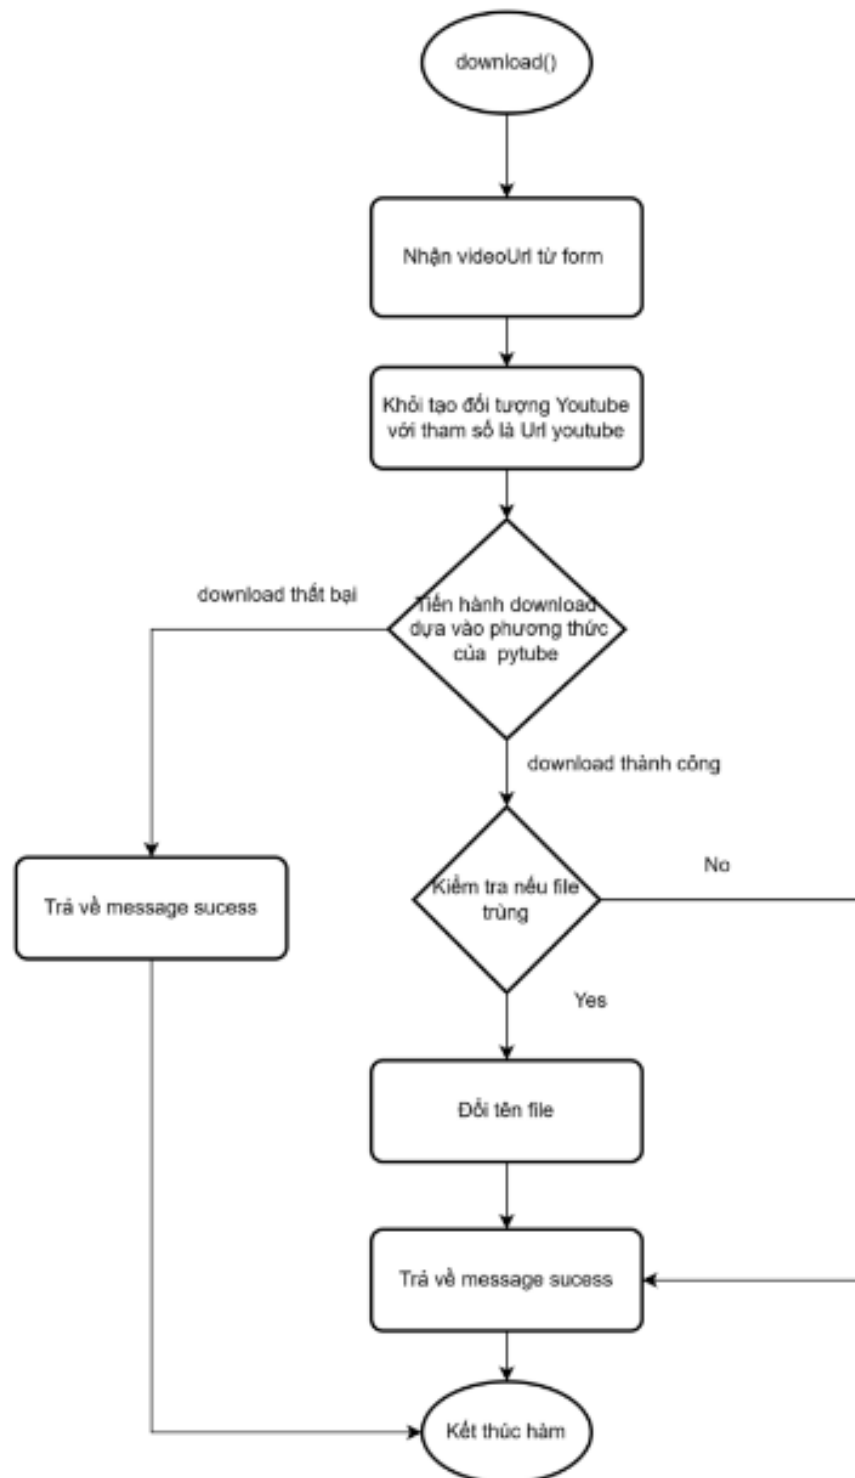 download()
Nhận videoUrl từ form
Khỏi tạo đối tượng Youtube
với tham số là Url youtube
download thất bại
Tiến hành download
dựa vào phương thức
của pytube
download thành công
Trả về message sucess
Kiểm tra nếu file
trùng
No
Yes
Đổi tên file
Trả về message sucess
Kết thúc hàm